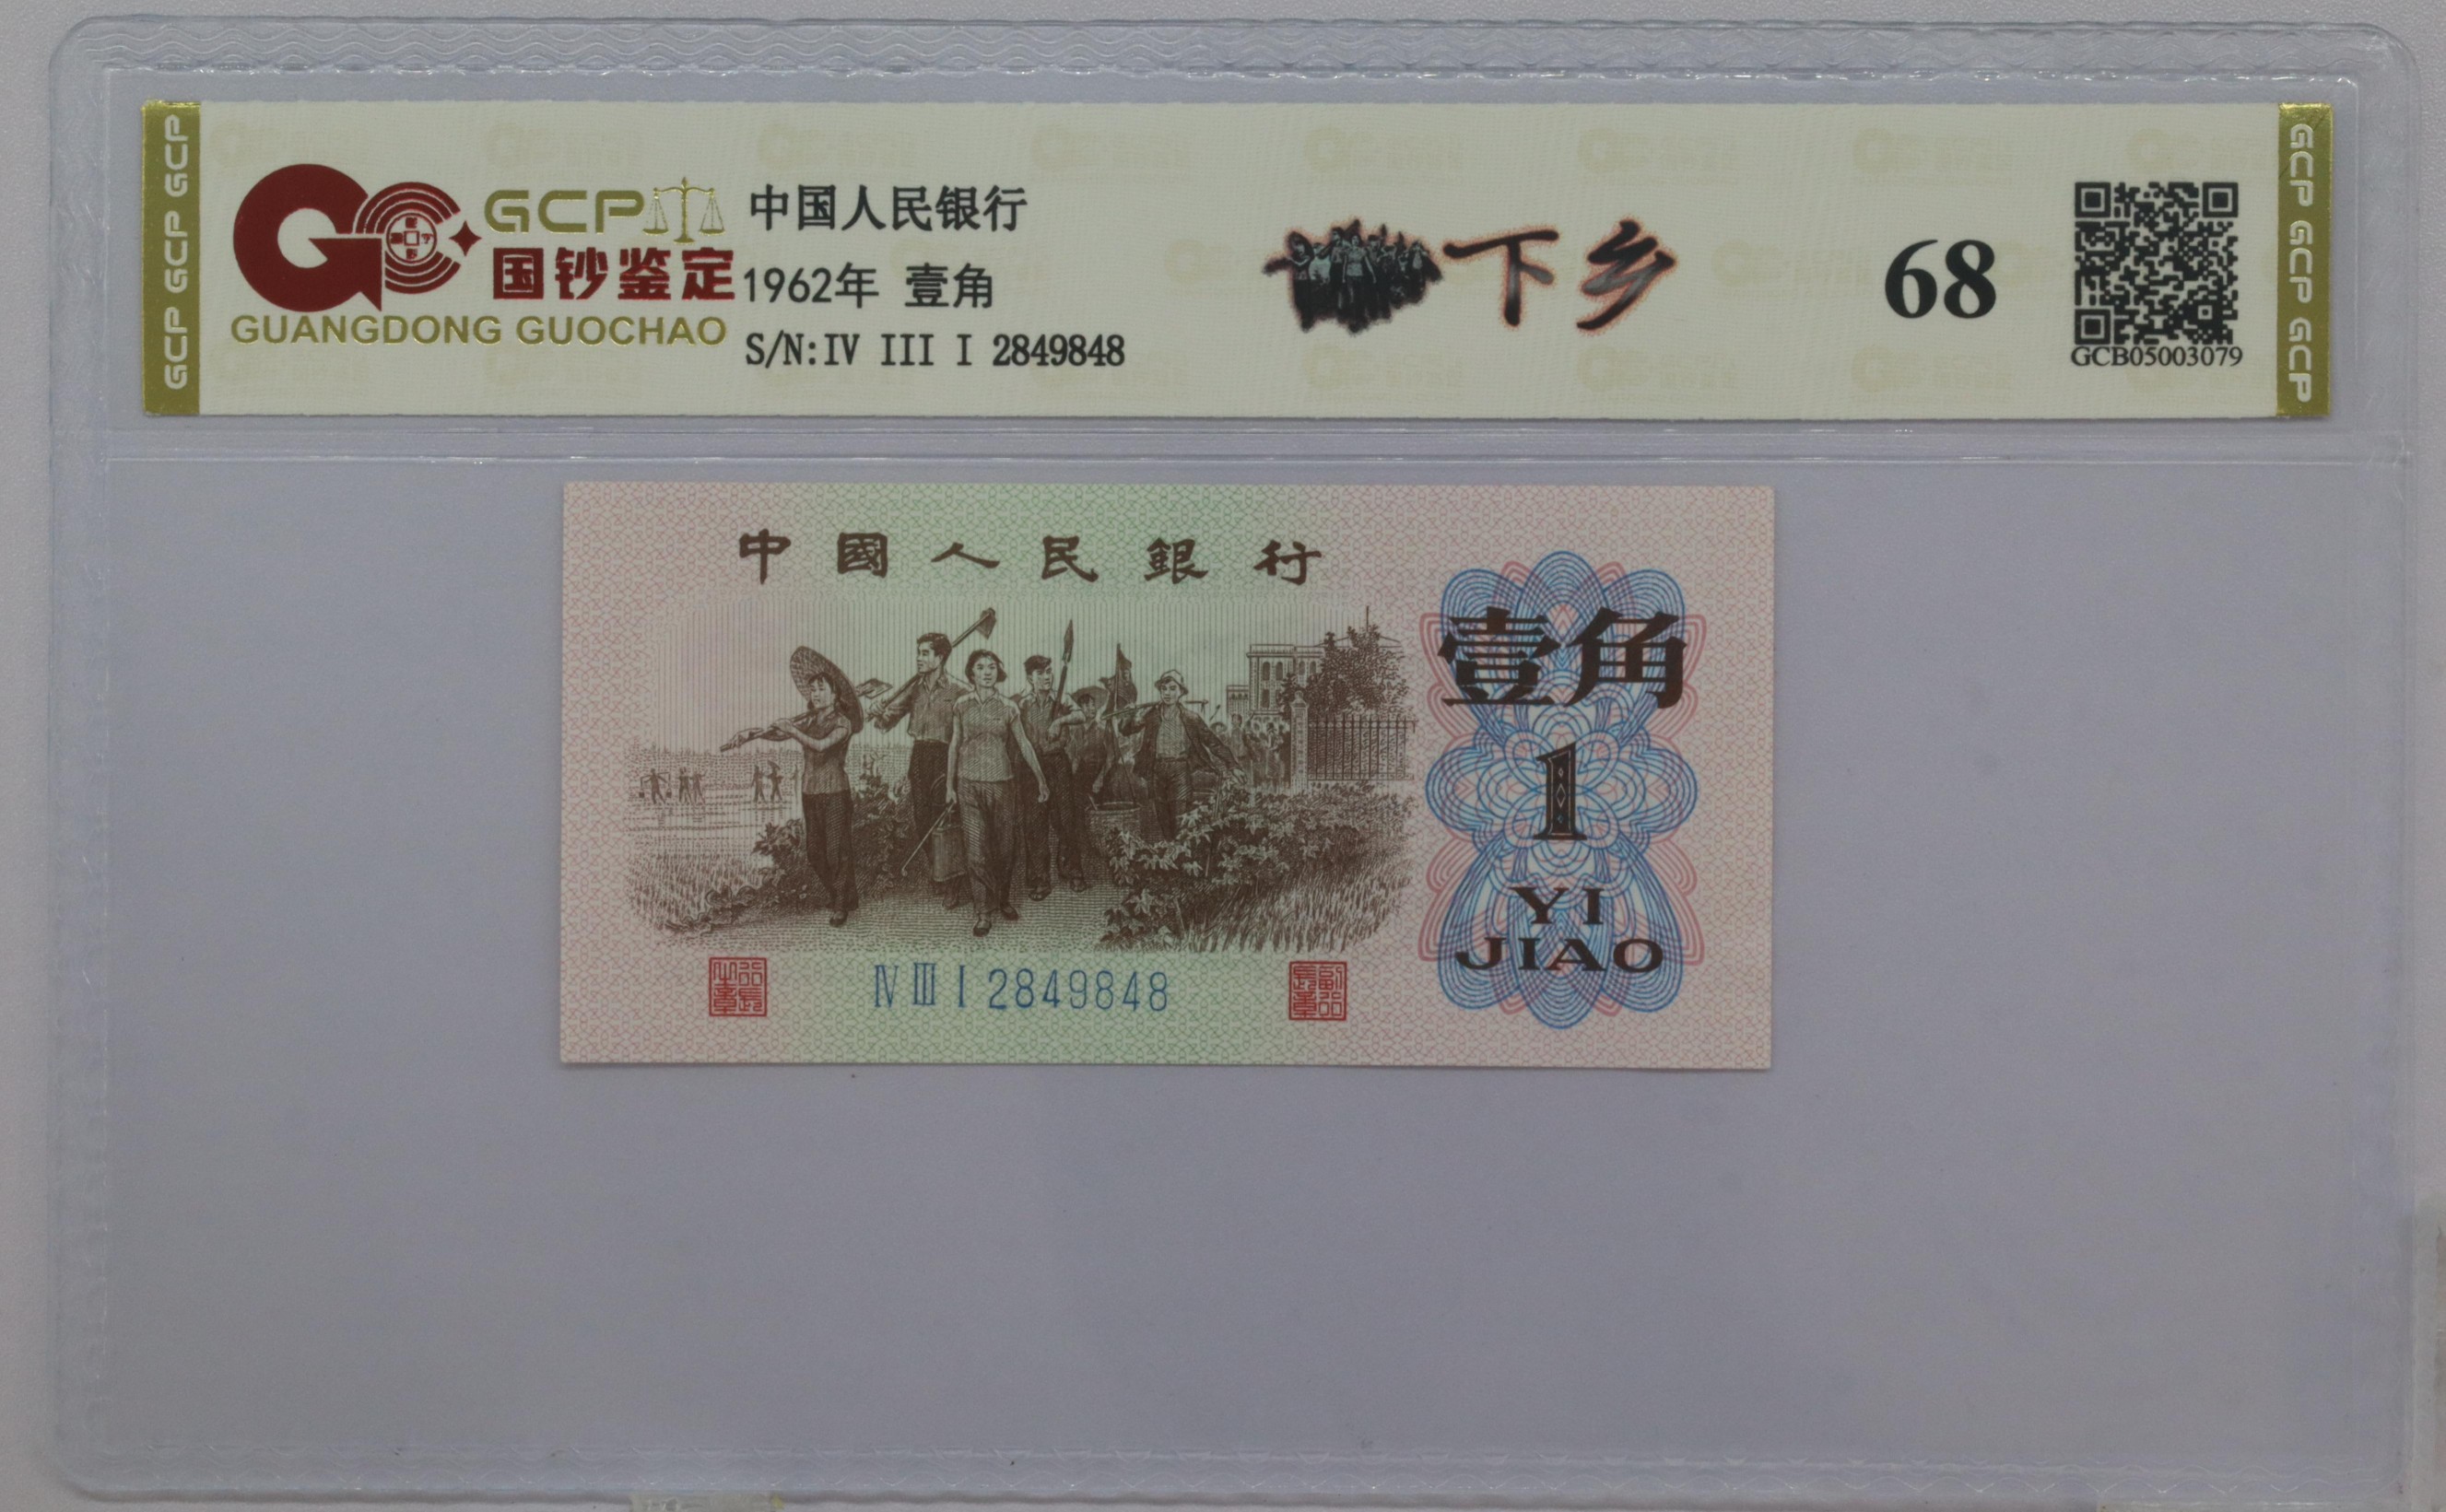 GCP GCP GCP
GCP
国钞鉴定
GUANGDONG GUOCHAO
中国人民银行
1962年 壹角
S/N:IV III I 2849848
下乡
68
GCB05003079
GCP GCP GCP
中國人民銀行
壹角
1
YI
JIAO
Ⅳ Ⅲ Ⅰ 2849848